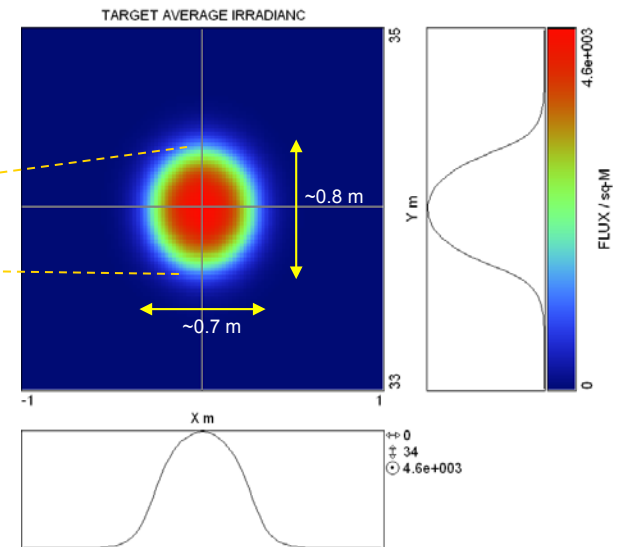 TARGET AVERAGE IRRADIANC
35
4.6e+003
~0.8 m
Y m
FLUX / sq-M
~0.7 m
33
0
-1
1
X m
0
34
4.6e+003